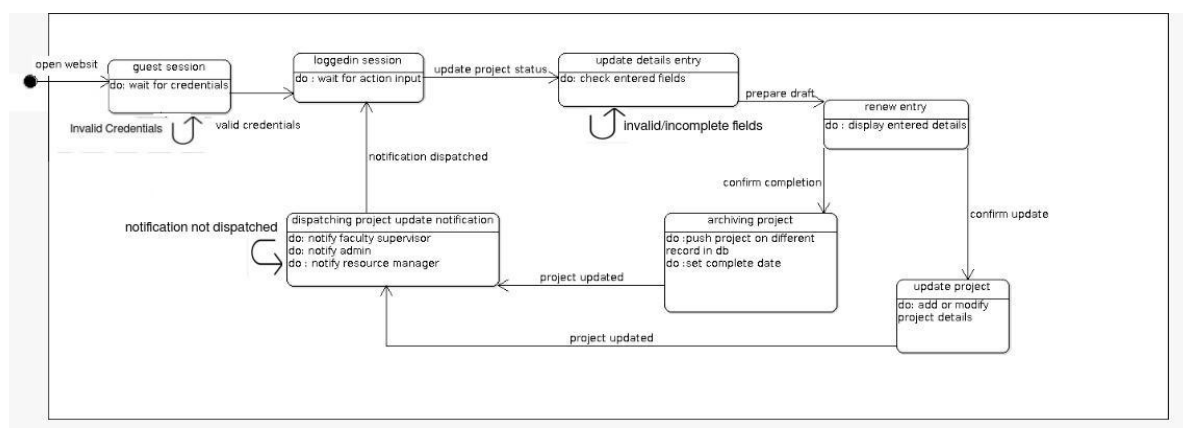 open websit
guest session
do: wait for credentials
Invalid Credentials
valid credentials
loggedin session
do : wait for action input
update project status
update details entry
do: check entered fields
invalid/incomplete fields
prepare draft
renew entry
do : display entered details
notification dispatched
confirm completion
confirm update
notification not dispatched
dispatching project update notification
do: notify faculty supervisor
do: notify admin
do : notify resource manager
archiving project
do :push project on different
record in db
do :set complete date
project updated
update project
do: add or modify
project details
project updated